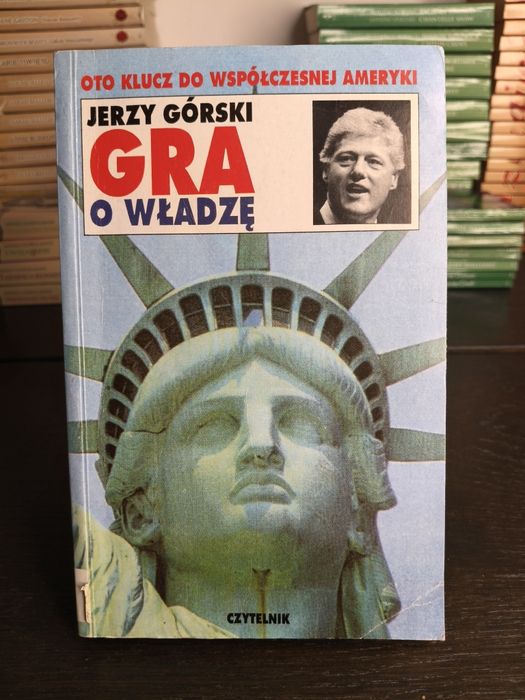 OTO KLUCZ DO WSPÓŁCZESNEJ AMERYKI
JERZY GÓRSKI
GRA
O WŁADZĘ
CZYTELNIK